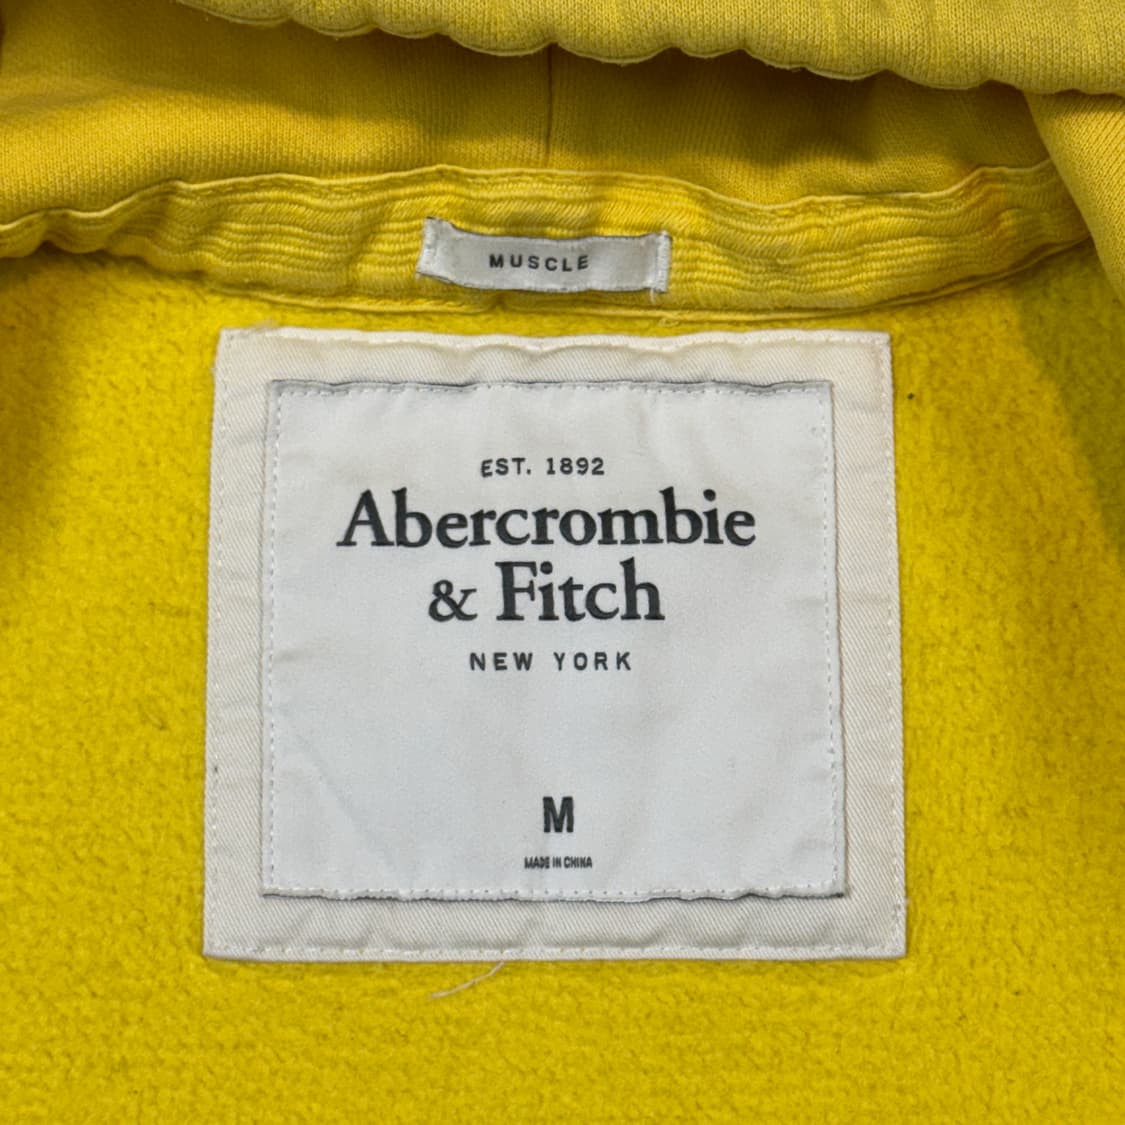 MUSCLE
EST. 1892
Abercrombie
& Fitch
NEW YORK
M
MADE IN CHINA